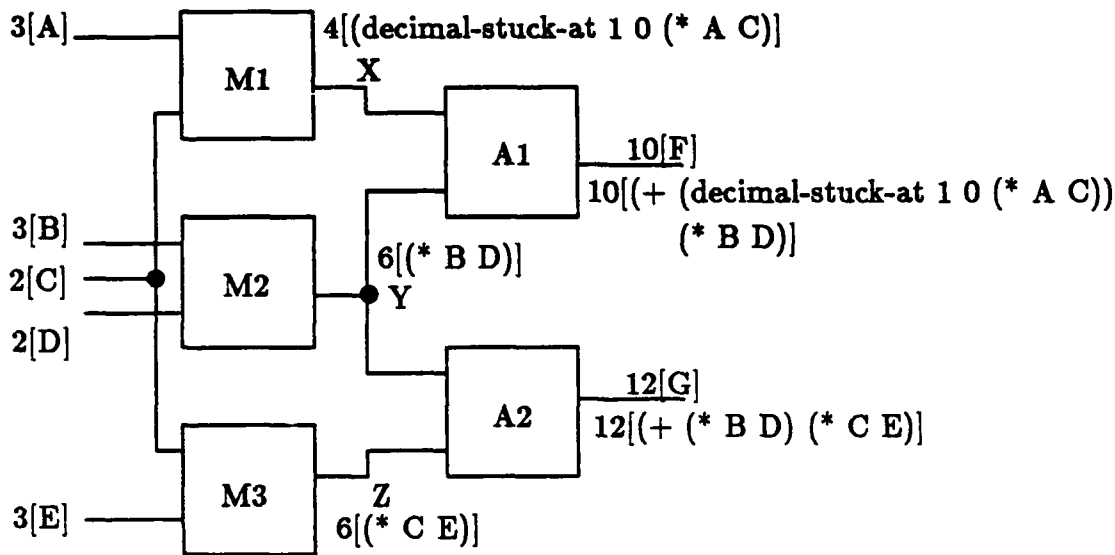 3[A]
4[(decimal-stuck-at 1 0 (* A C)]
M1
X
A1
10[F]
10[(+ (decimal-stuck-at 1 0 (* A C))
(* B D)]
3[B]
6[(* B D)]
2[C]
M2
Y
2[D]
12[G]
A2
12[(+ (* B D) (* C E)]
M3
Z
3[E]
6[(* C E)]